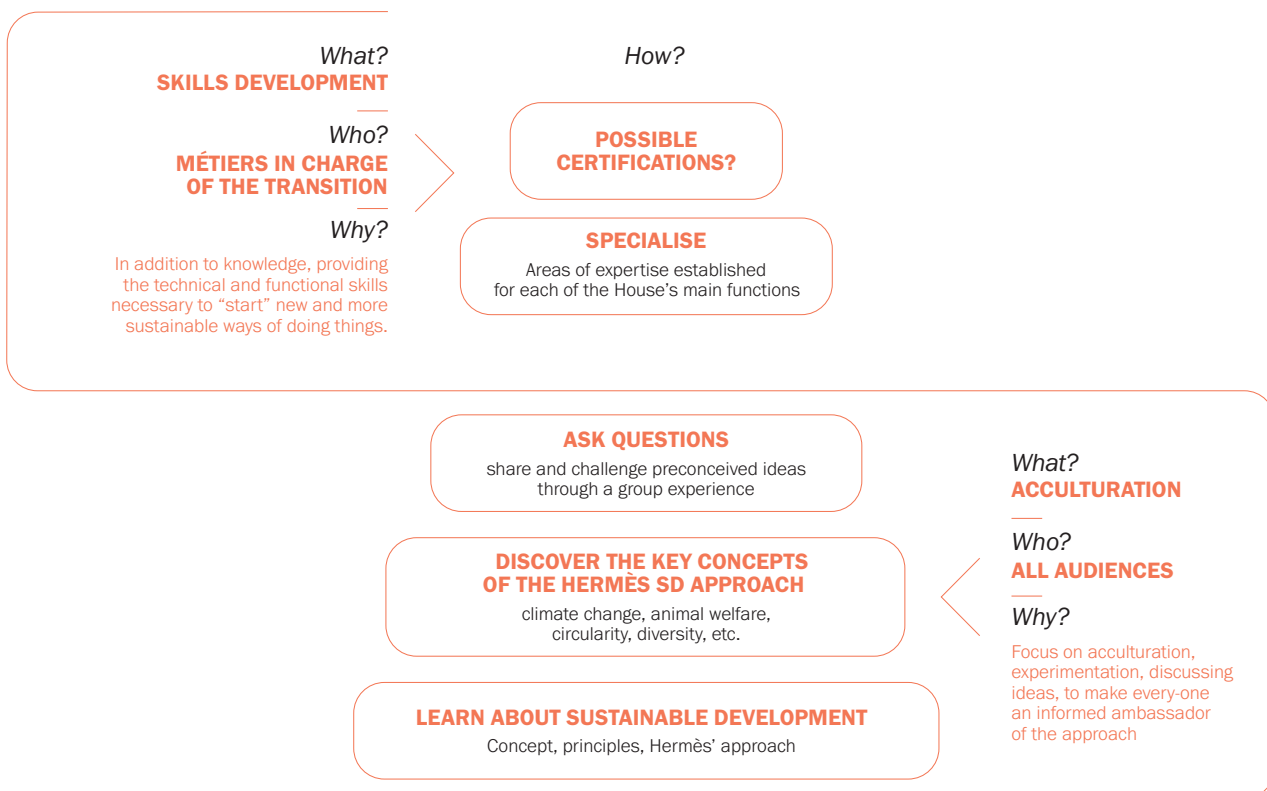 What?
SKILLS DEVELOPMENT
Who?
MÉTIERS IN CHARGE
OF THE TRANSITION
Why?
In addition to knowledge, providing
the technical and functional skills
necessary to “start” new and more
sustainable ways of doing things.
How?
POSSIBLE
CERTIFICATIONS?
SPECIALISE
Areas of expertise established
for each of the House’s main functions
ASK QUESTIONS
share and challenge preconceived ideas
through a group experience
DISCOVER THE KEY CONCEPTS
OF THE HERMÈS SD APPROACH
climate change, animal welfare,
circularity, diversity, etc.
LEARN ABOUT SUSTAINABLE DEVELOPMENT
Concept, principles, Hermès’ approach
What?
ACCULTURATION
Who?
ALL AUDIENCES
Why?
Focus on acculturation,
experimentation, discussing
ideas, to make every-one
an informed ambassador
of the approach